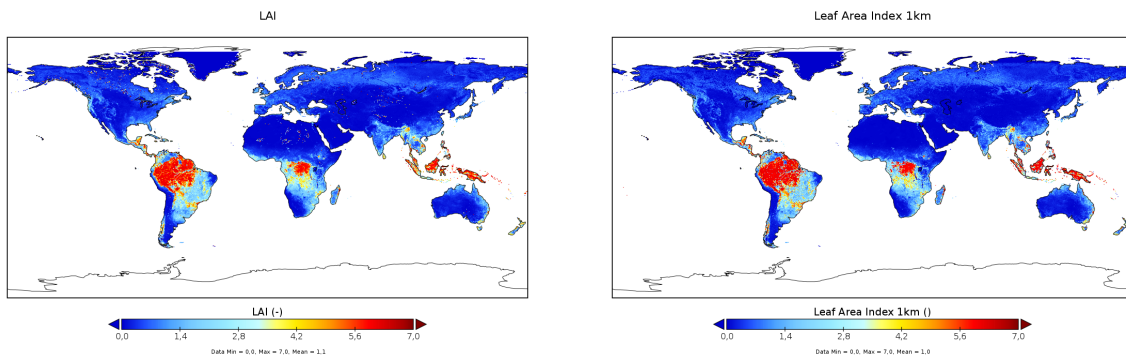 LAI
Leaf Area Index 1km
LAI (-)
0,0 1,4 2,8 4,2 5,6 7,0
Data Min = 0,0, Max = 7,0, Mean = 1,1
Leaf Area Index 1km ()
0,0 1,4 2,8 4,2 5,6 7,0
Data Min = 0,0, Max = 7,0, Mean = 1,0